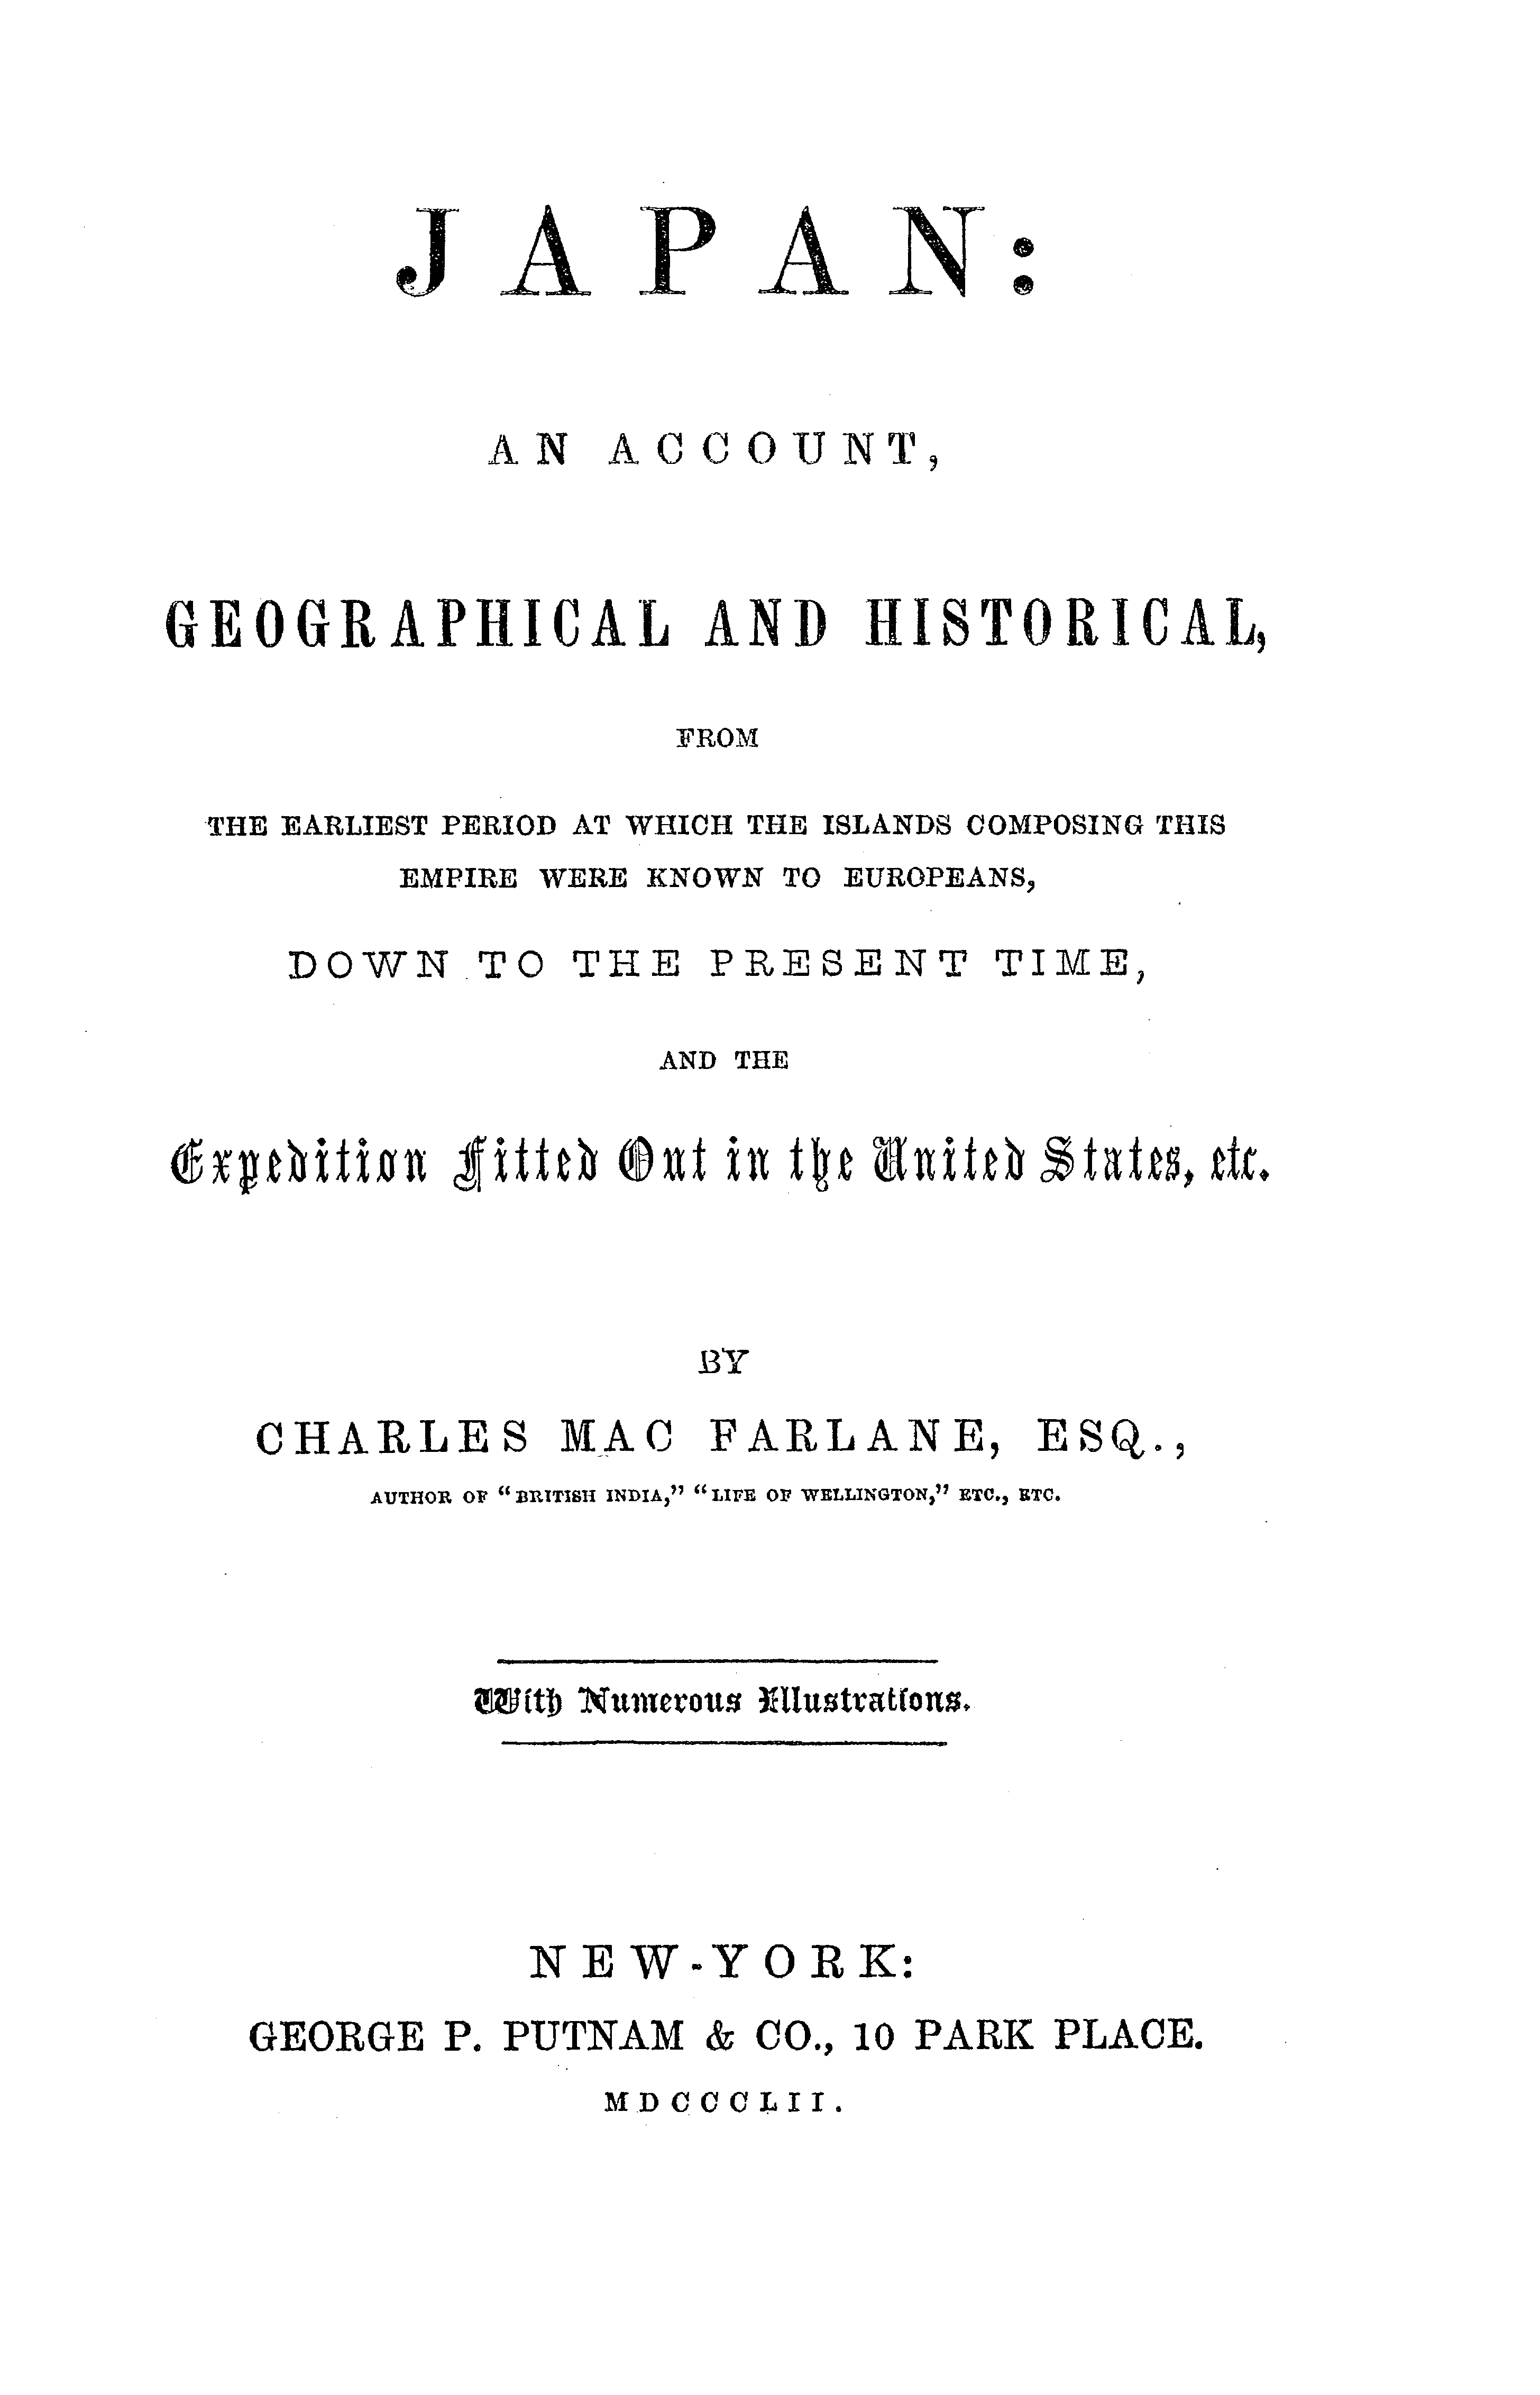 JAPAN:
AN ACCOUNT,
GEOGRAPHICAL AND HISTORICAL,
FROM
THE EARLIEST PERIOD AT WHICH THE ISLANDS COMPOSING THIS
EMPIRE WERE KNOWN TO EUROPEANS,
DOWN TO THE PRESENT TIME,
AND THE
Expedition Fitted Out in the United States, etc.
BY
CHARLES MAC FARLANE, ESQ.,
AUTHOR OF “BRITISH INDIA,” “LIFE OF WELLINGTON,” ETC., ETC.
With Numerous Illustrations.
NEW-YORK:
GEORGE P. PUTNAM & CO., 10 PARK PLACE.
MDCCCLII.